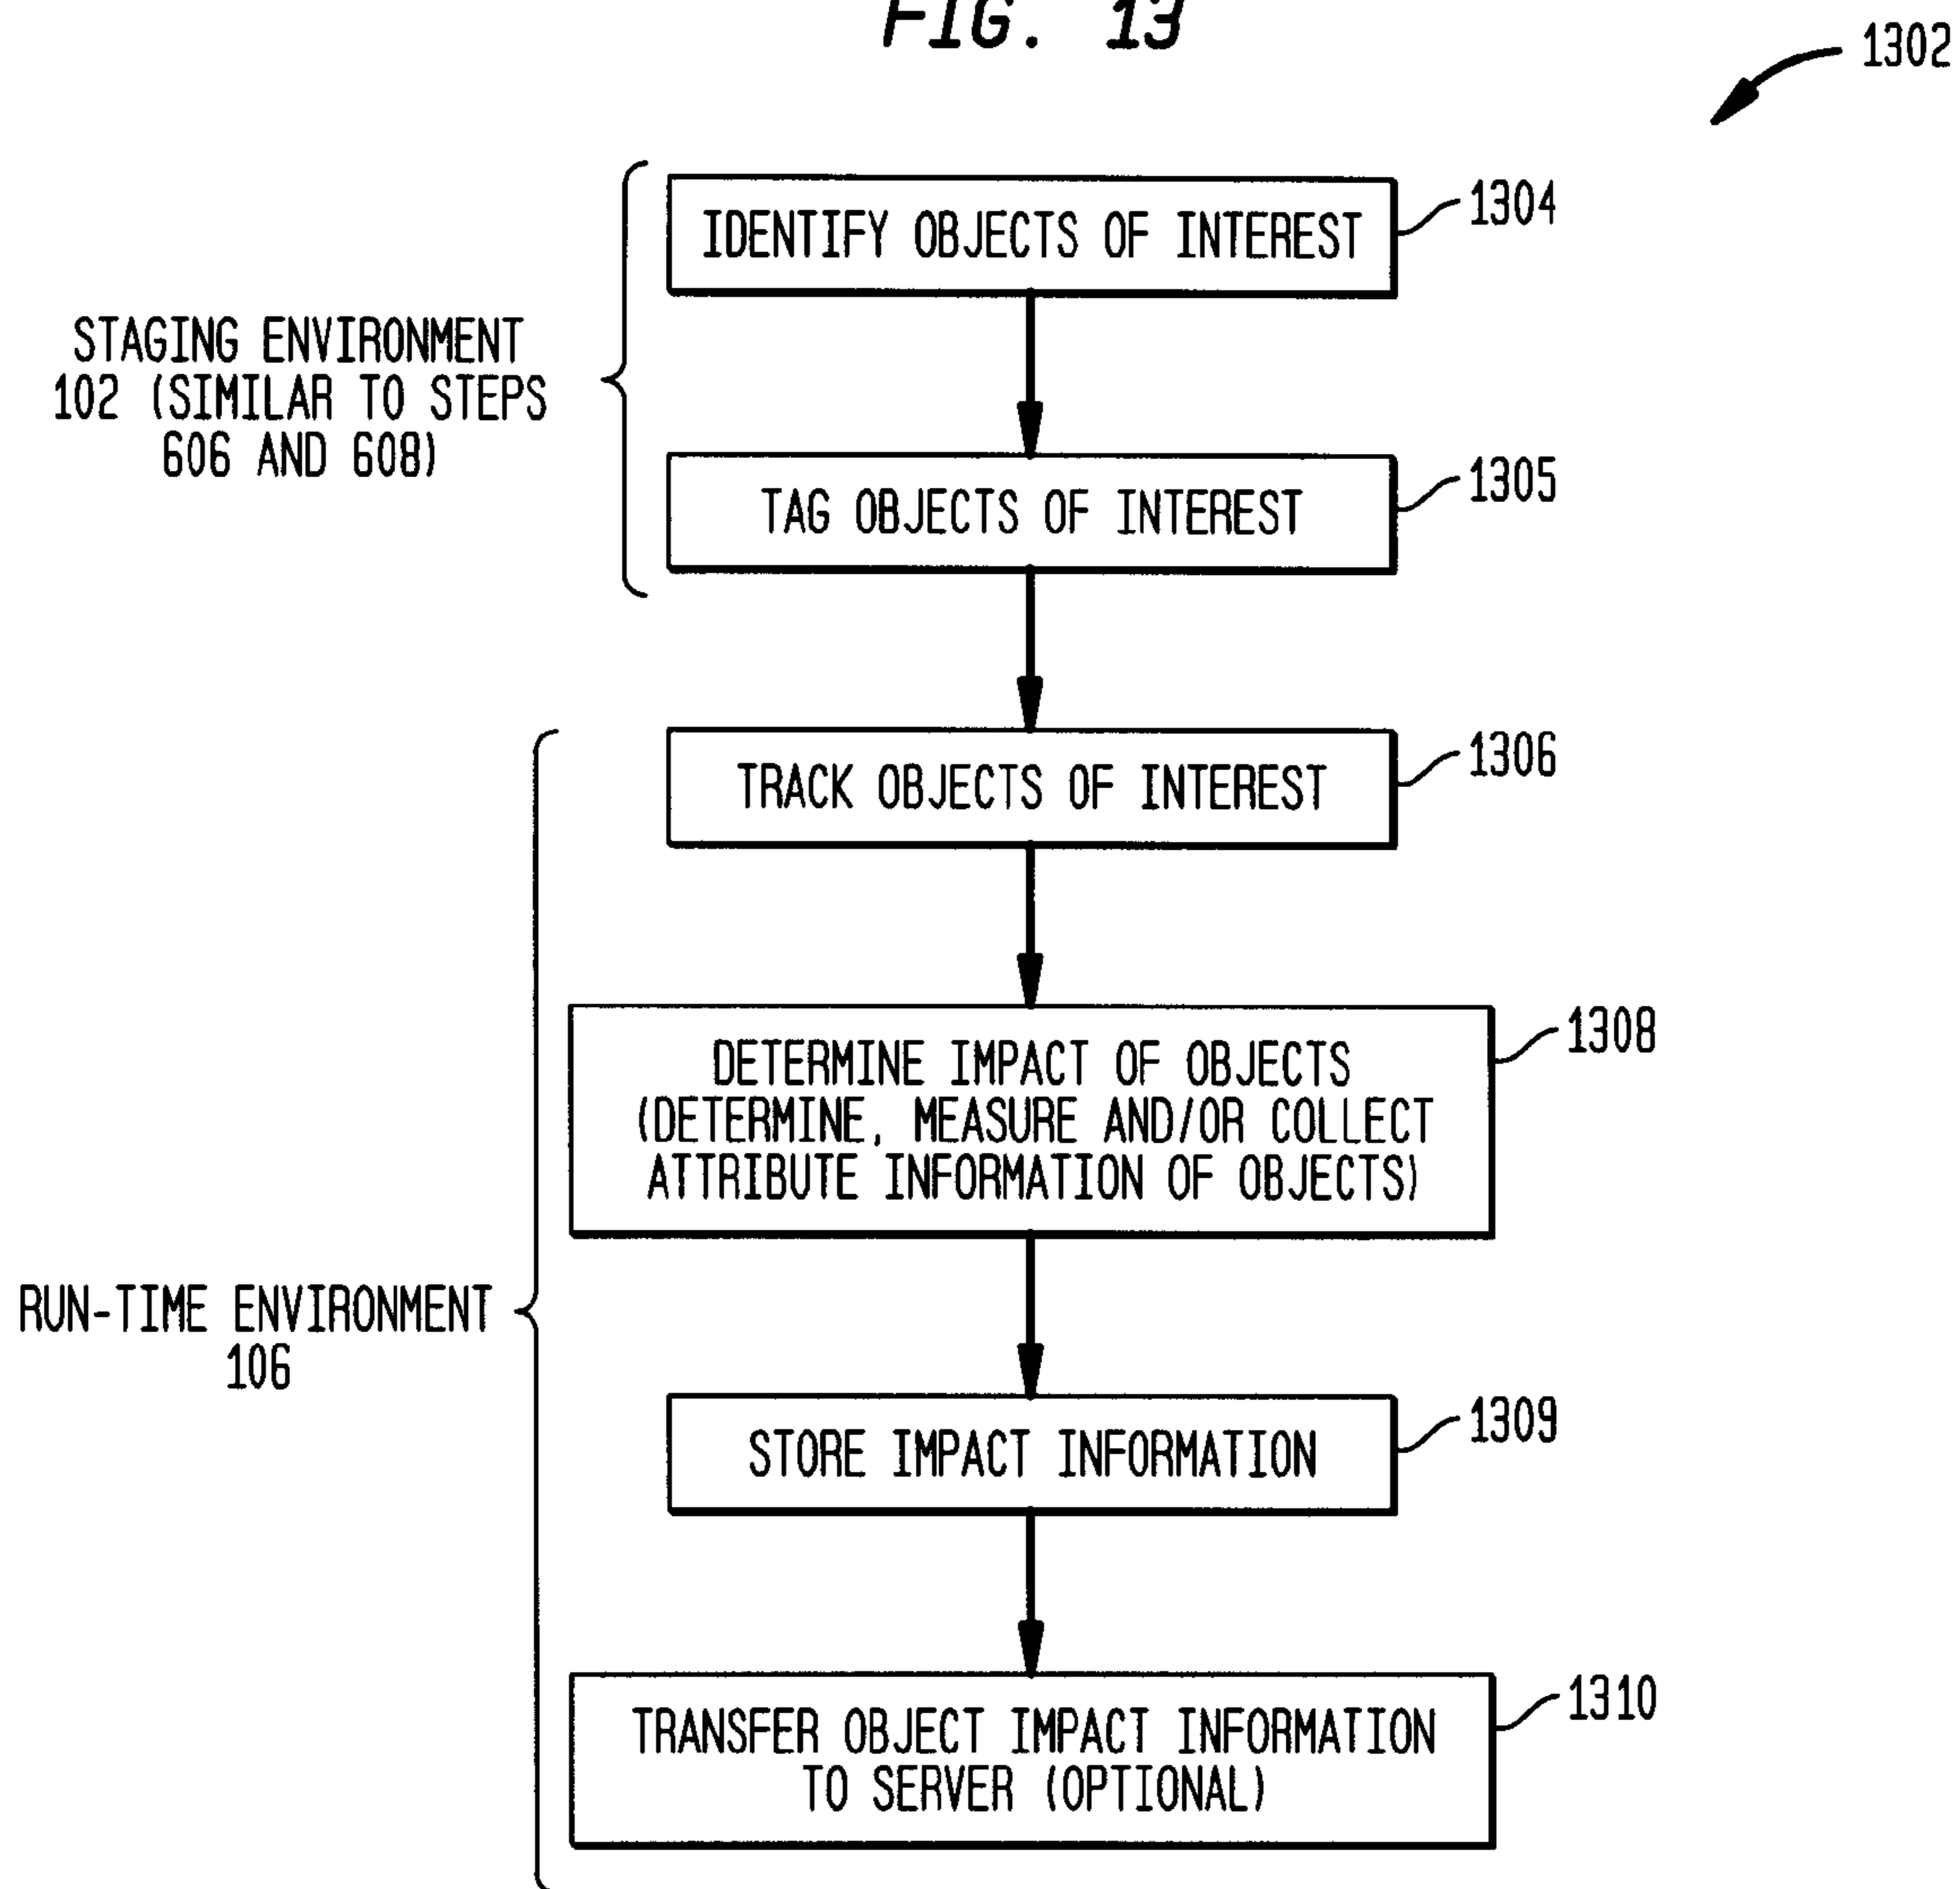 FIG. 13
1302
IDENTIFY OBJECTS OF INTEREST
1304
STAGING ENVIRONMENT
102 (SIMILAR TO STEPS
606 AND 608)
TAG OBJECTS OF INTEREST
1305
TRACK OBJECTS OF INTEREST
1306
DETERMINE IMPACT OF OBJECTS
(DETERMINE, MEASURE AND/OR COLLECT
ATTRIBUTE INFORMATION OF OBJECTS)
1308
RUN-TIME ENVIRONMENT
106
STORE IMPACT INFORMATION
1309
TRANSFER OBJECT IMPACT INFORMATION
TO SERVER (OPTIONAL)
1310